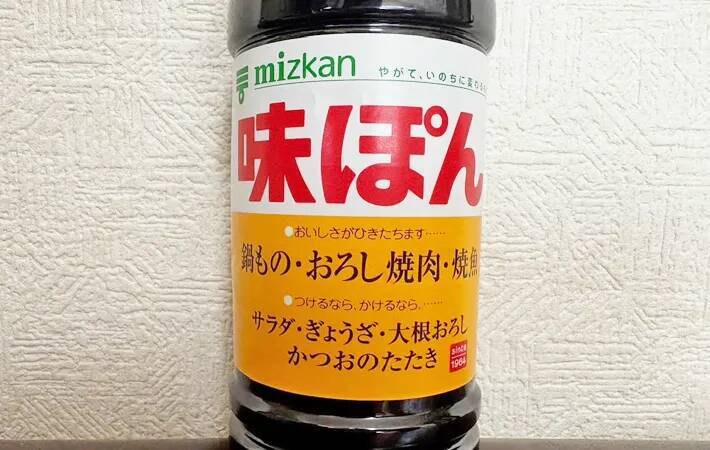 mizkan
やがて、いのちに変わる
味ぽん
●おいしさがひきたちます……
鍋もの・おろし焼肉・焼魚
●つけるなら、かけるなら、……
サラダ・ぎょうざ・大根おろし
かつおのたたき
since
1964